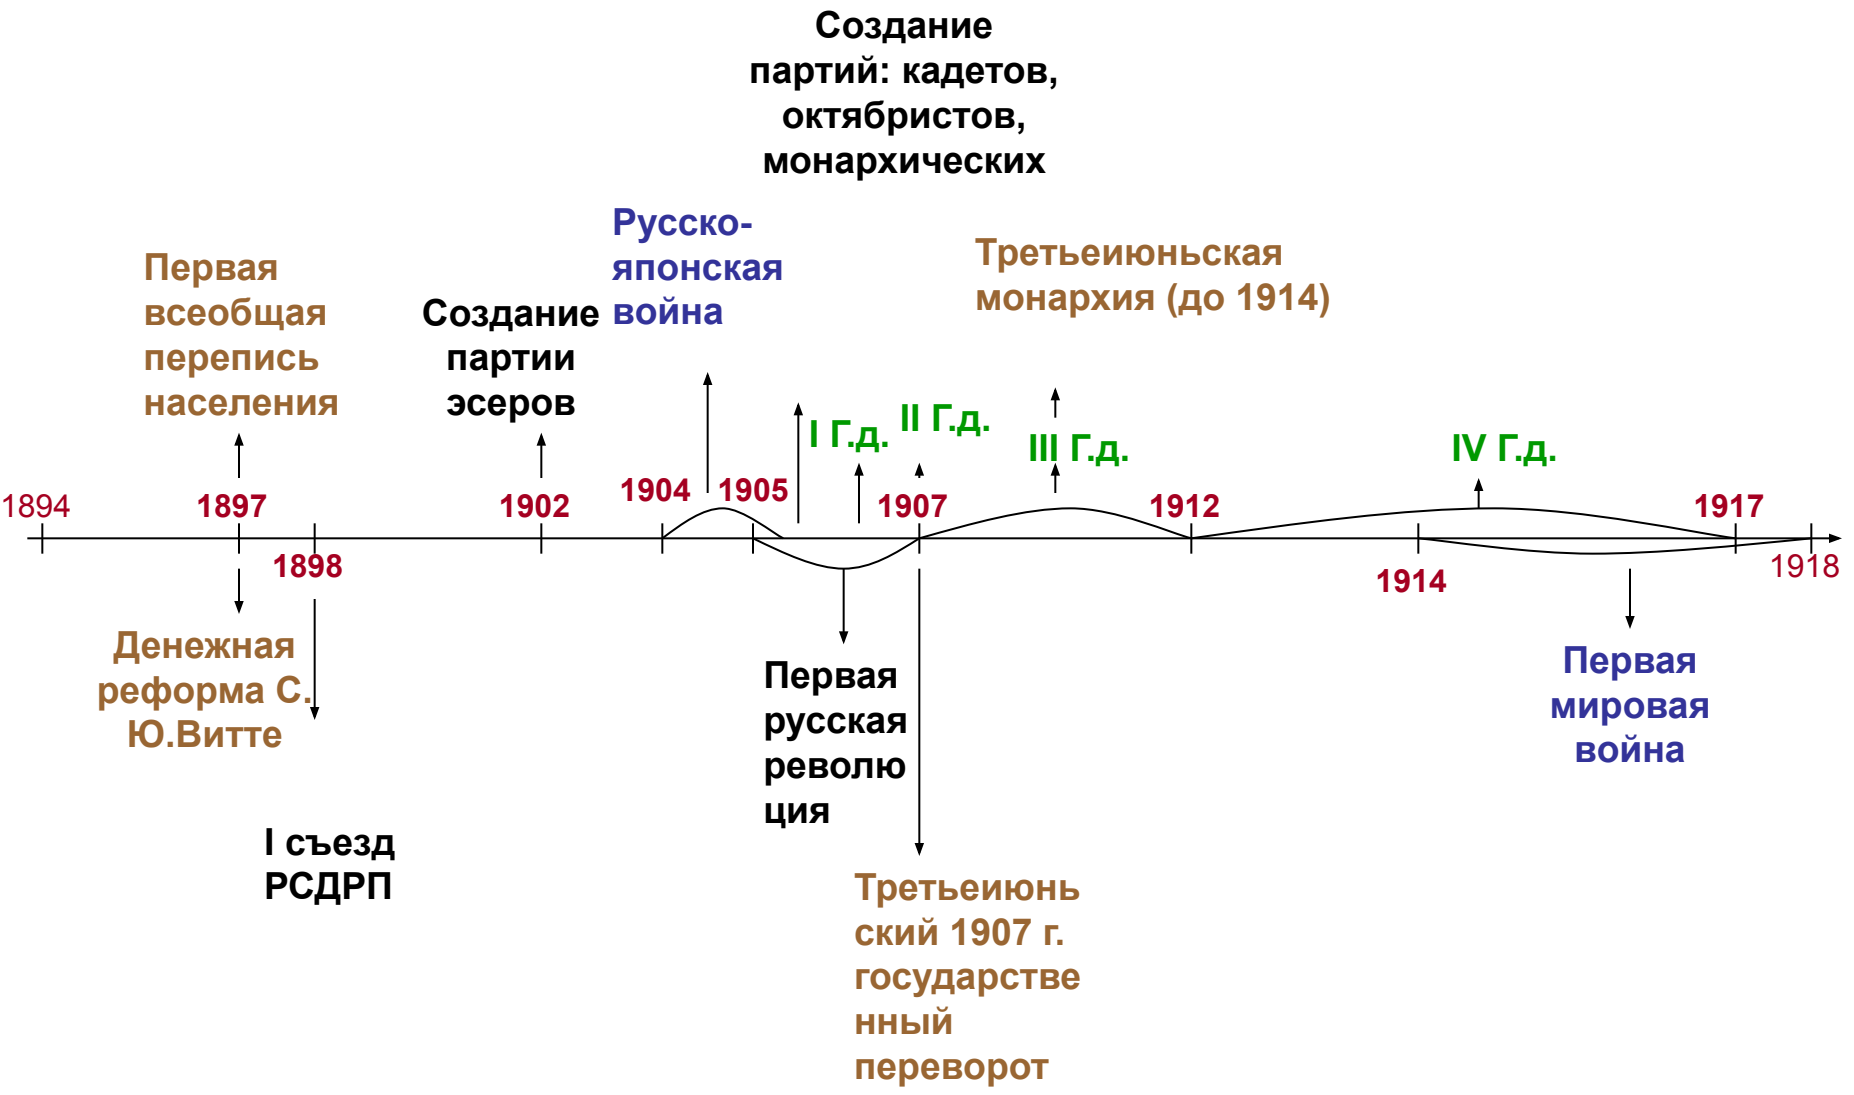 Создание
партий: кадетов,
октябристов,
монархических
Русско-
японская
война
Третьеиюньская
монархия (до 1914)
Первая
всеобщая
перепись
населения
Создание
партии
эсеров
I Г.д.
II Г.д.
III Г.д.
IV Г.д.
1894
1897
1898
1902
1904
1905
1907
1912
1914
1917
1918
Денежная
реформа С.
Ю.Витте
I съезд
РСДРП
Первая
русская
револю
ция
Третьеиюнь
ский 1907 г.
государстве
нный
переворот
Первая
мировая
война